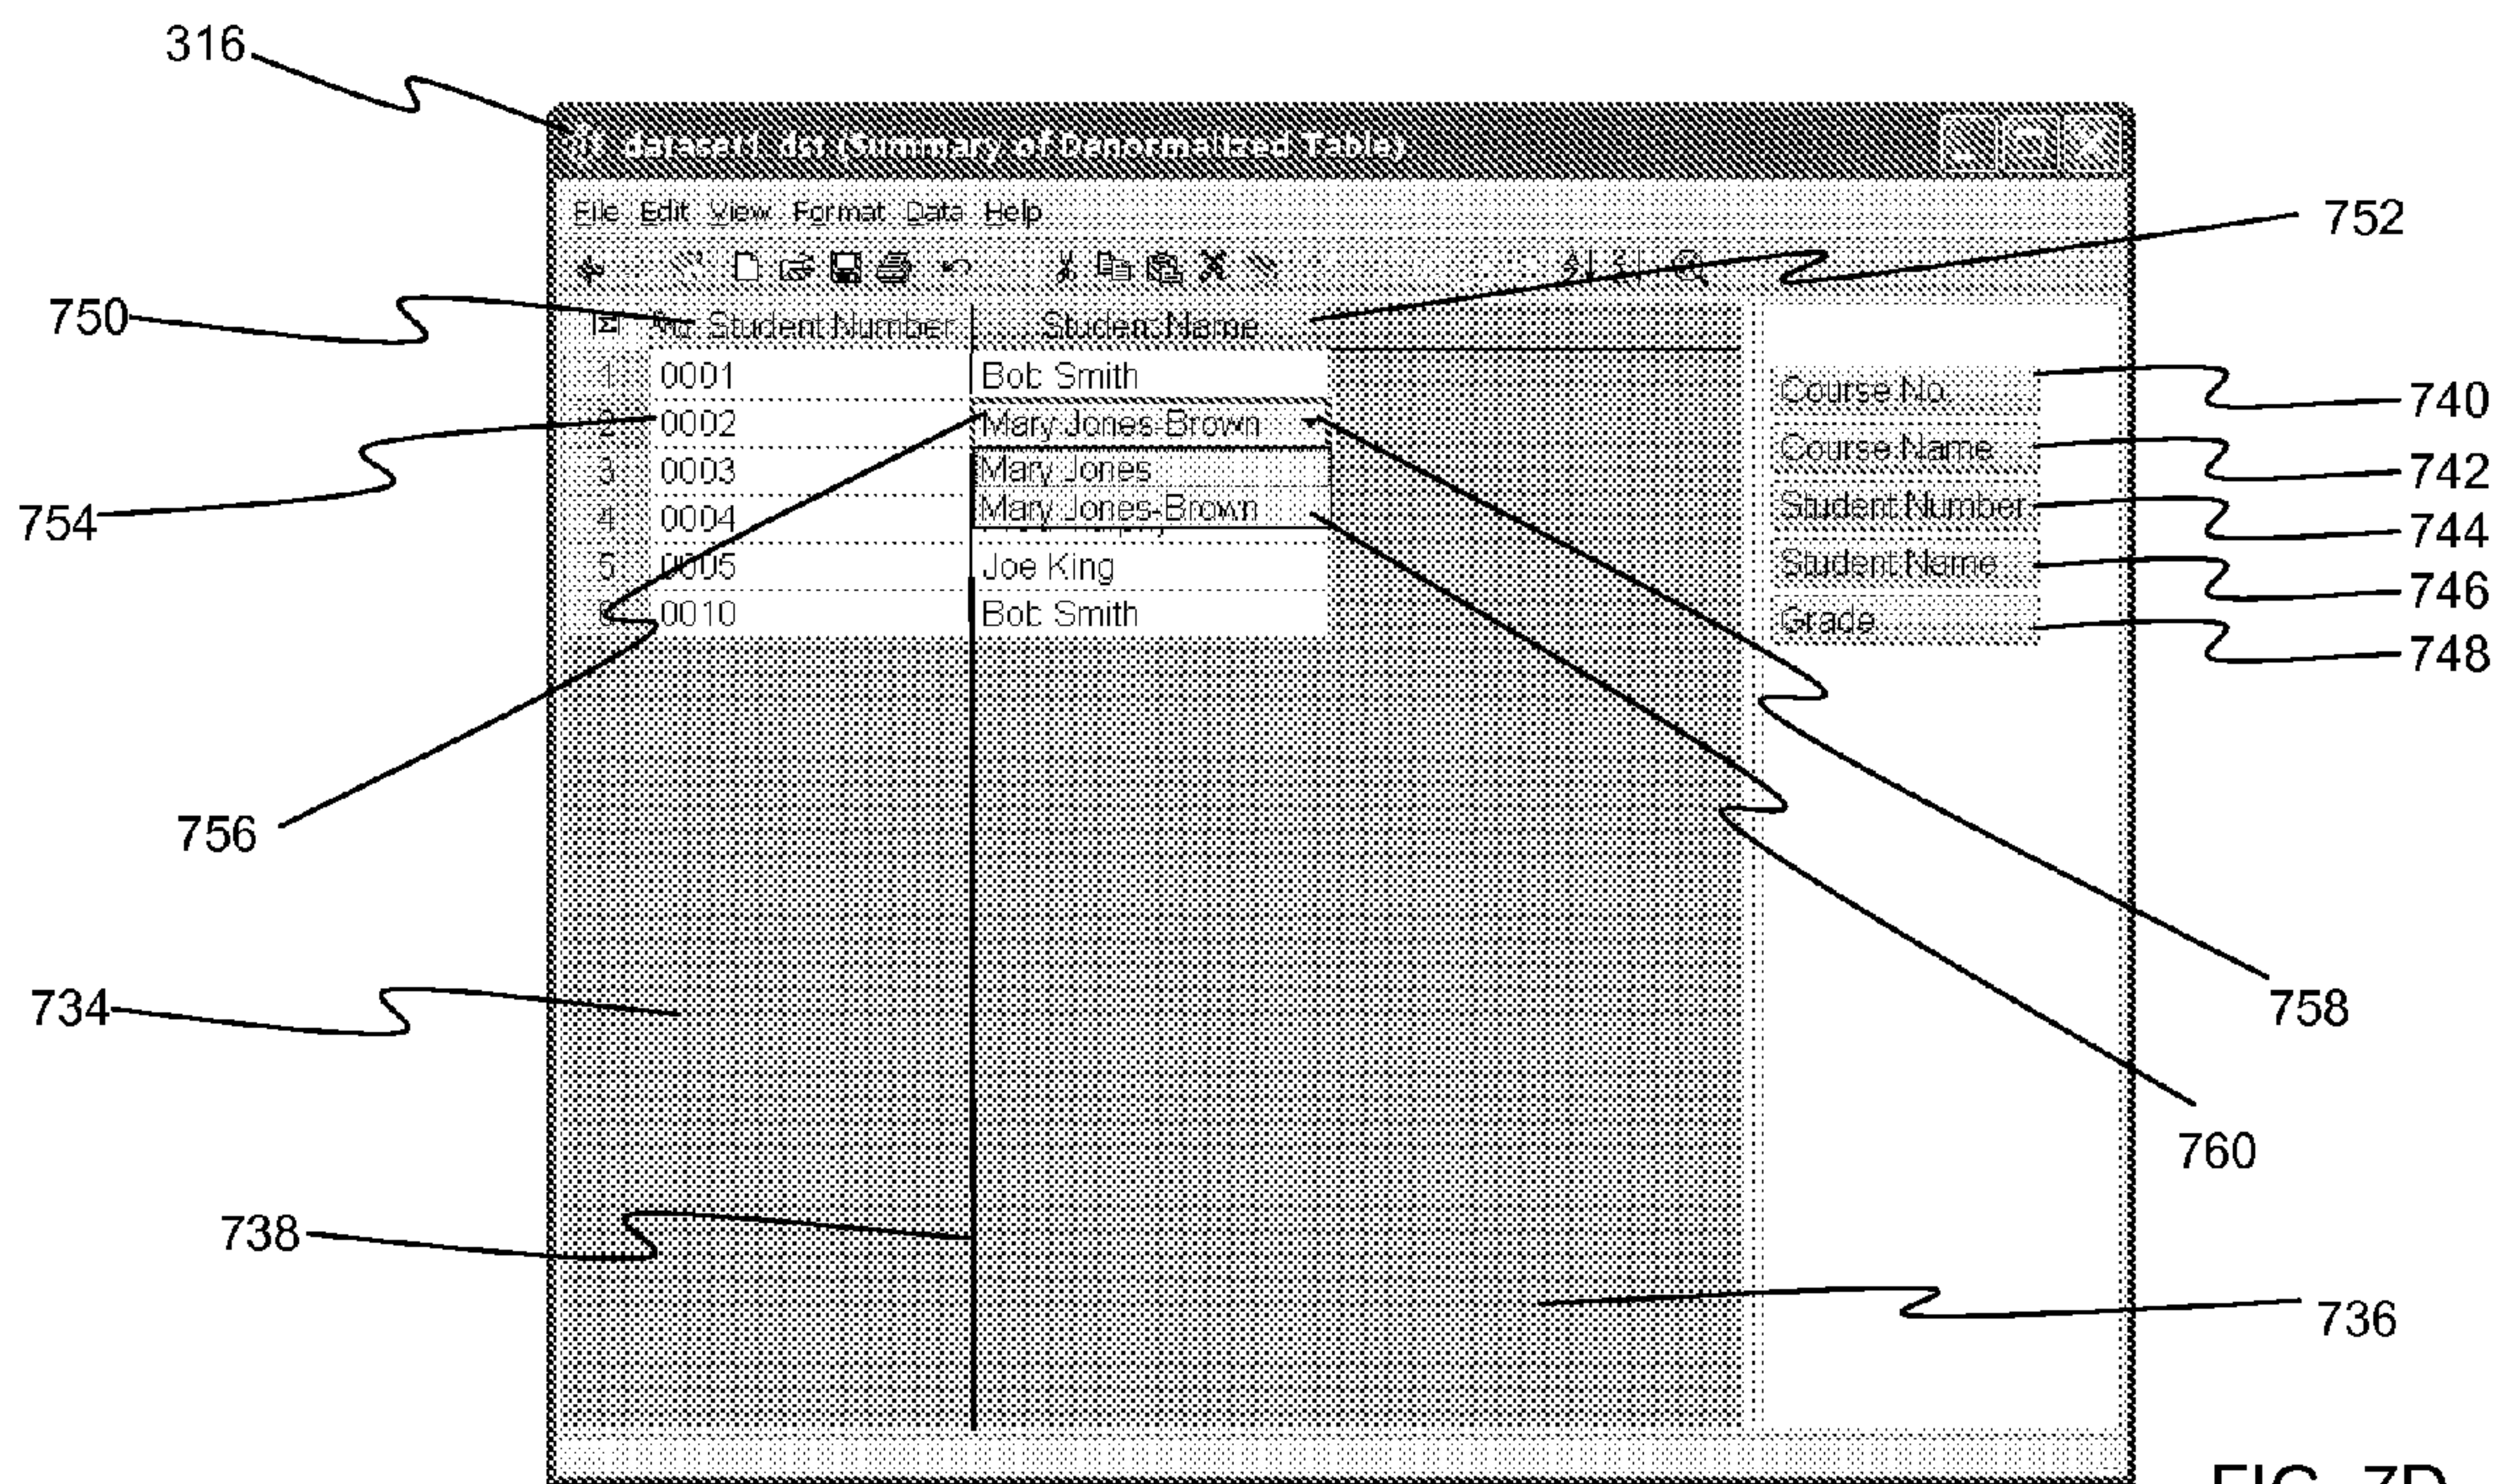 316
dataset1.dst (Summary of Denormalized Table)
File Edit View Format Data Help
752
750
Student Number Student Name
1 0001 Bob Smith
Course No.
740
2 0002 Mary Jones-Brown
Course Name
742
3 0003 Mary Jones
Student Number
744
754
4 0004 Mary Jones-Brown
Student Name
746
5 0005 Joe King
6 0010 Bob Smith
Grade
748
756
734
758
760
738
736